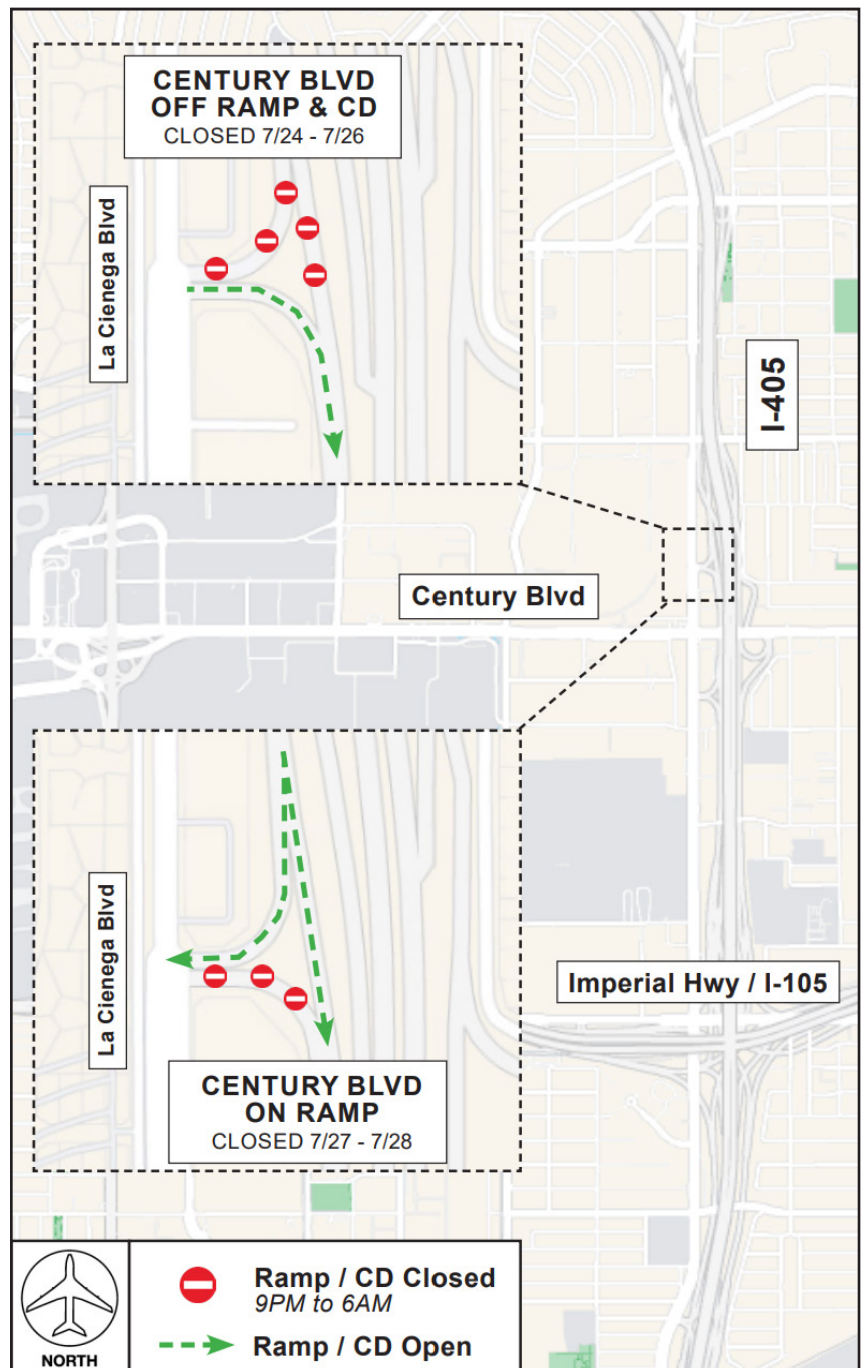 CENTURY BLVD
OFF RAMP & CD
CLOSED 7/24 - 7/26
La Cienega Blvd
I-405
Century Blvd
La Cienega Blvd
Imperial Hwy / I-105
CENTURY BLVD
ON RAMP
CLOSED 7/27 - 7/28
NORTH
Ramp / CD Closed
9PM to 6AM
Ramp / CD Open